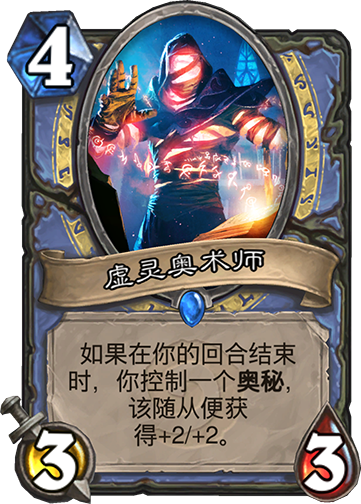 4
虚灵奥术师
如果在你的回合结束
时，你控制一个奥秘，
该随从便获
得+2/+2。
3
3